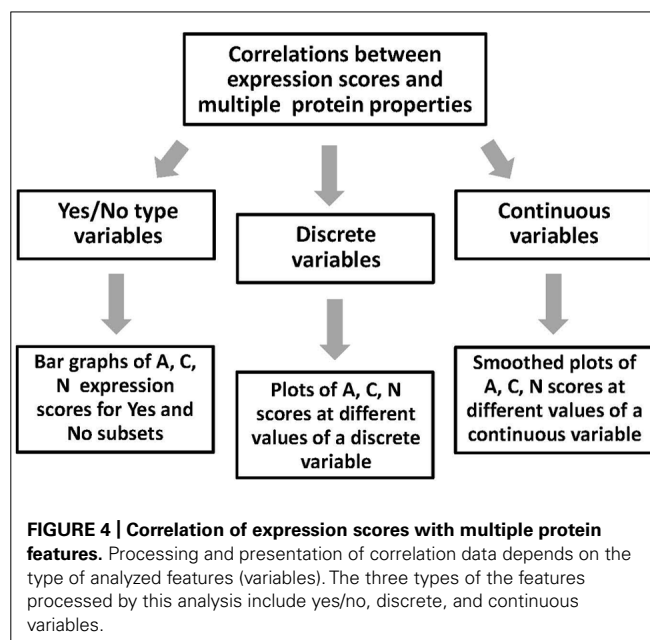 Correlations between
expression scores and
multiple protein properties
Yes/No type
variables
Discrete
variables
Continuous
variables
Bar graphs of A, C,
N expression
scores for Yes and
No subsets
Plots of A, C, N
scores at different
values of a discrete
variable
Smoothed plots of
A, C, N scores at
different values of a
continuous variable
FIGURE 4 | Correlation of expression scores with multiple protein
features. Processing and presentation of correlation data depends on the
type of analyzed features (variables). The three types of the features
processed by this analysis include yes/no, discrete, and continuous
variables.